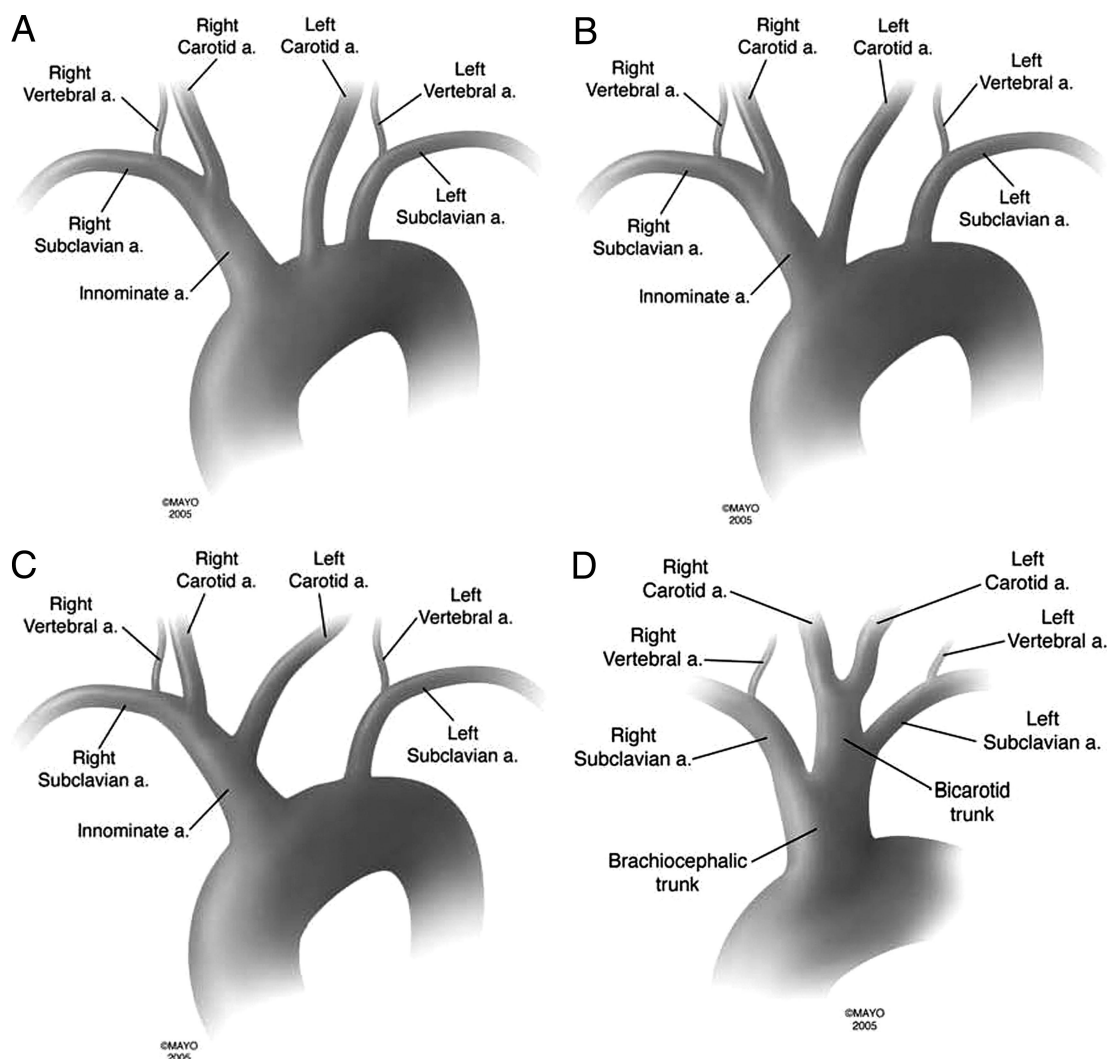 A
Right
Carotid a.
Left
Carotid a.
Right
Vertebral a.
Left
Vertebral a.
Right
Subclavian a.
Left
Subclavian a.
Innominate a.
©MAYO
2005
B
Right
Carotid a.
Left
Carotid a.
Right
Vertebral a.
Left
Vertebral a.
Right
Subclavian a.
Left
Subclavian a.
Innominate a.
©MAYO
2005
C
Right
Carotid a.
Left
Carotid a.
Right
Vertebral a.
Left
Vertebral a.
Right
Subclavian a.
Left
Subclavian a.
Innominate a.
©MAYO
2005
D
Right
Carotid a.
Left
Carotid a.
Right
Vertebral a.
Left
Vertebral a.
Right
Subclavian a.
Left
Subclavian a.
Bicarotid
trunk
Brachiocephalic
trunk
©MAYO
2005